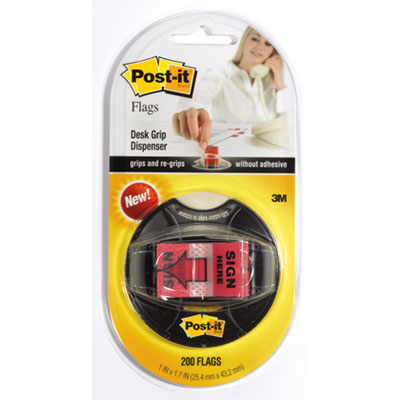 Post-it
Flags
Desk Grip
Dispenser
grips and re-grips without adhesive
New!
3M
SIGN
HERE
SIGN
Post-it
200 FLAGS
1 IN X 1.7 IN (25,4 mm X 43,2 mm)